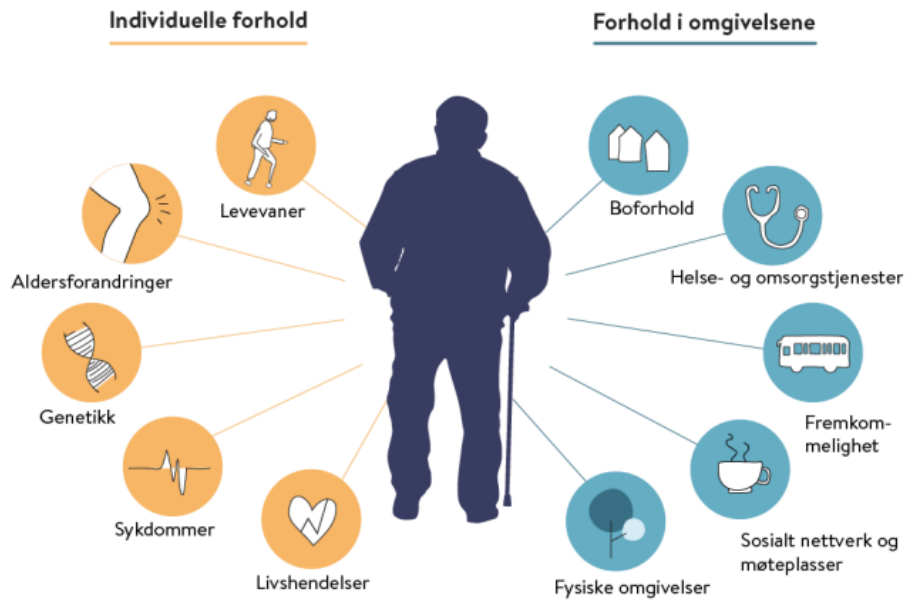 Individuelle forhold
Forhold i omgivelsene
Levevaner
Aldersforandringer
Genetikk
Sykdommer
Livshendelser
Boforhold
Helse- og omsorgstjenester
Fremkom-
melighet
Sosialt nettverk og
møteplasser
Fysiske omgivelser